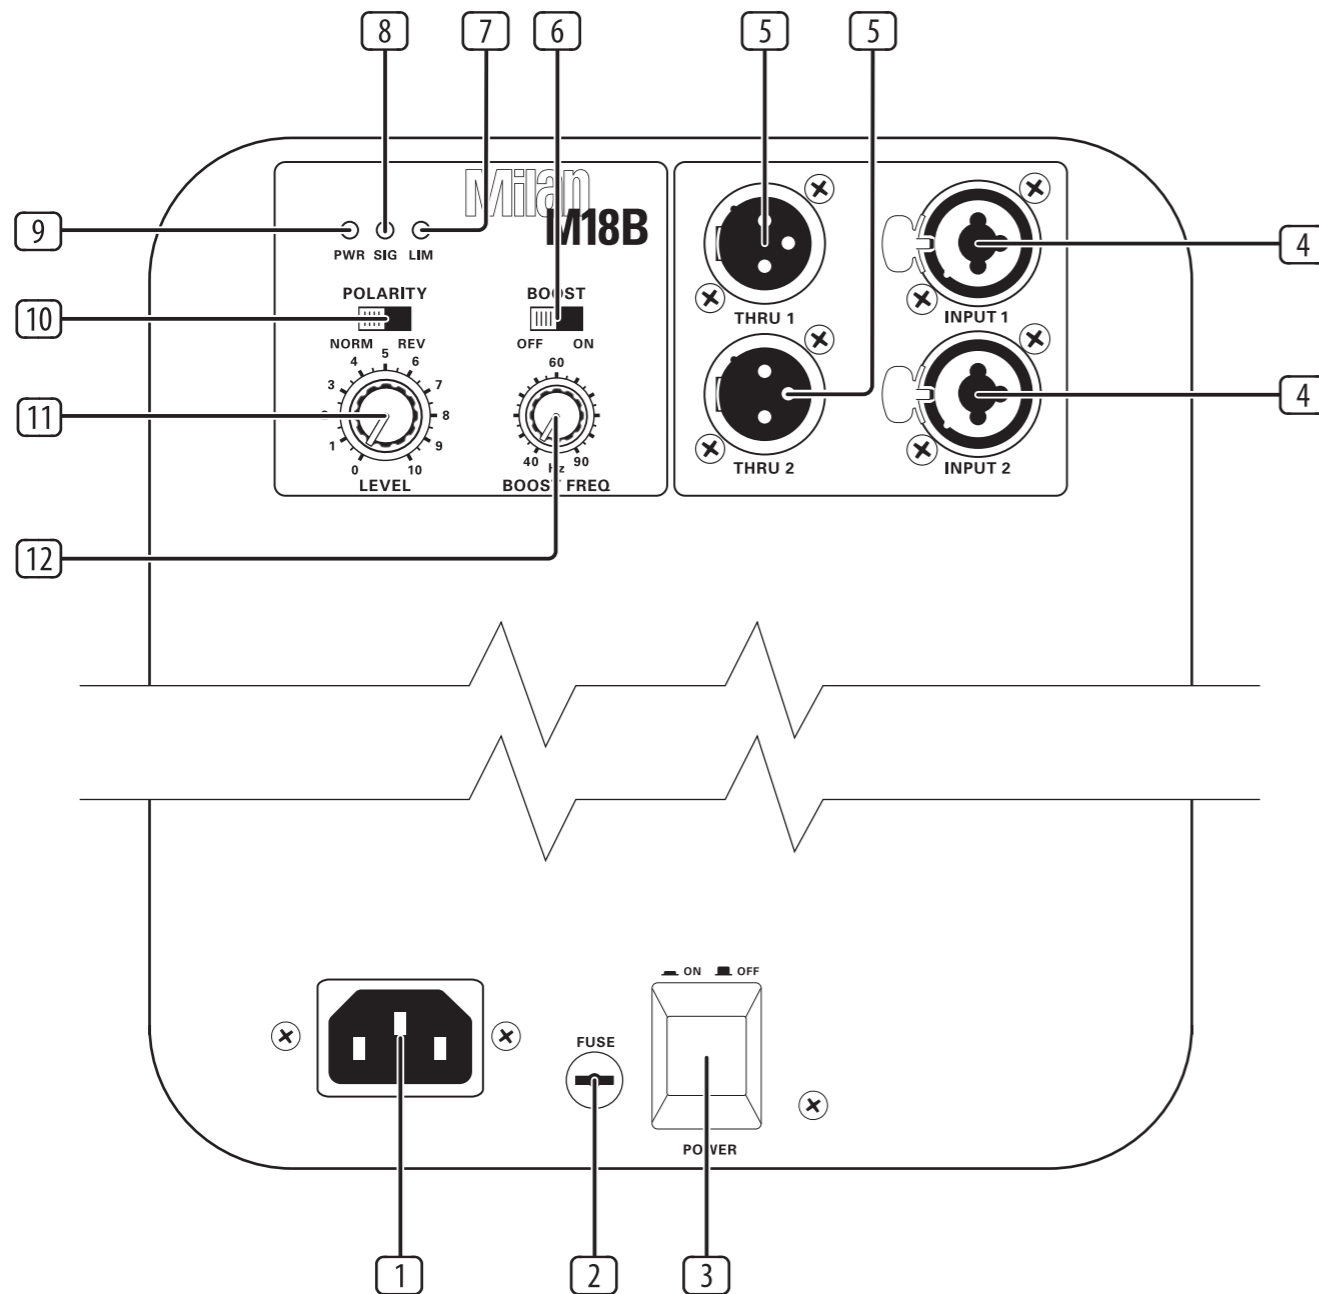 8 7 6 5 5
Milan
M18B
9
PWR SIG LIM
4
POLARITY BOOST
10
NORM REV OFF ON
THRU 1 INPUT 1
0 1 2 3 4 5 6 7 8 9 10
60
11
4
40 Hz 90
LEVEL BOOST FREQ
THRU 2 INPUT 2
12
ON OFF
FUSE
POWER
1 2 3